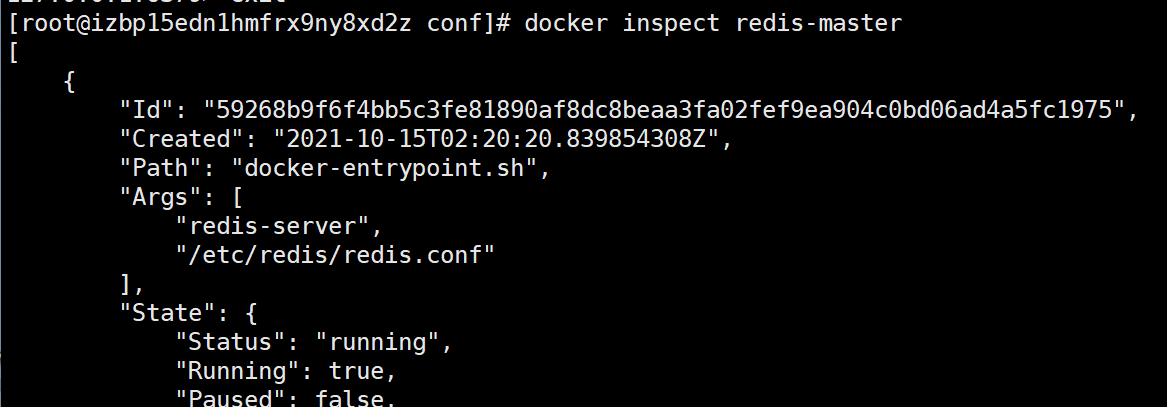 [root@izbp15edn1hmfrx9ny8xd2z conf]# docker inspect redis-master
[
    {
        "Id": "59268b9f6f4bb5c3fe81890af8dc8beaa3fa02fef9ea904c0bd06ad4a5fc1975",
        "Created": "2021-10-15T02:20:20.839854308Z",
        "Path": "docker-entrypoint.sh",
        "Args": [
            "redis-server",
            "/etc/redis/redis.conf"
        ],
        "State": {
            "Status": "running",
            "Running": true,
            "Paused": false,